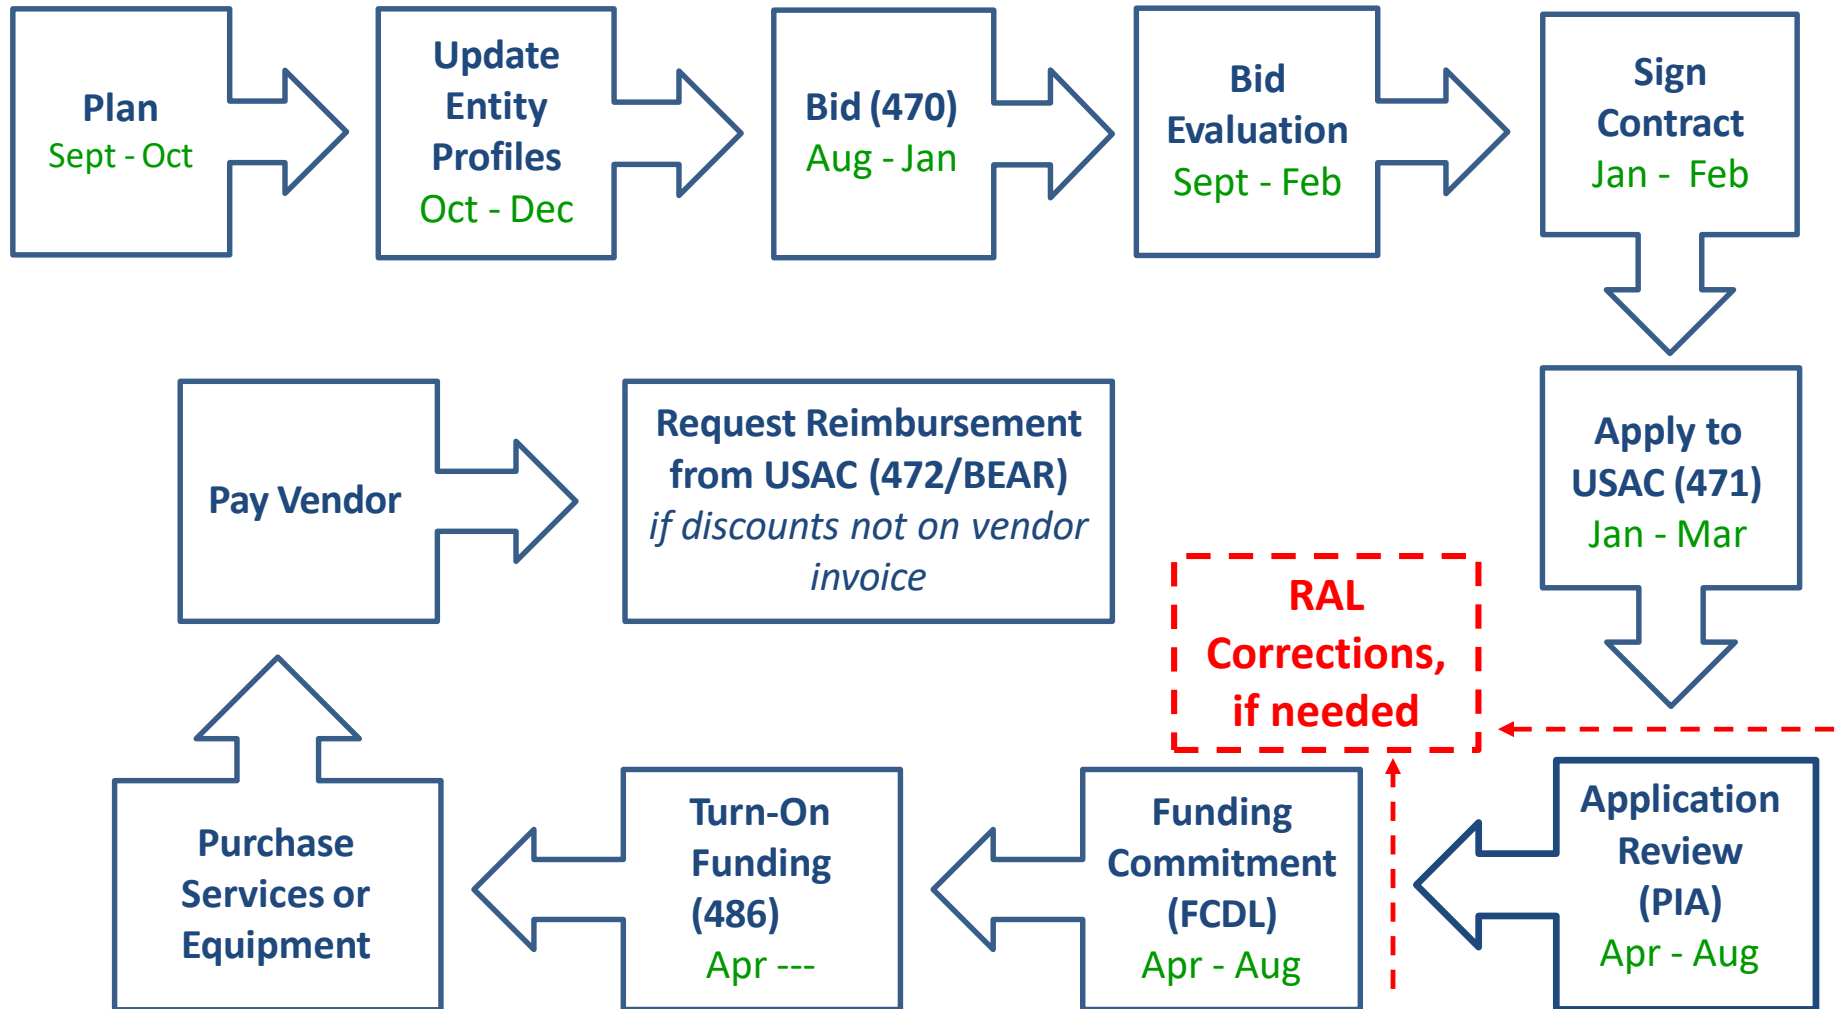 Plan
Sept - Oct
Update
Entity
Profiles
Oct - Dec
Bid (470)
Aug - Jan
Bid
Evaluation
Sept - Feb
Sign
Contract
Jan - Feb
Apply to
USAC (471)
Jan - Mar
RAL
Corrections,
if needed
Application
Review
(PIA)
Apr - Aug
Funding
Commitment
(FCDL)
Apr - Aug
Turn-On
Funding
(486)
Apr ---
Purchase
Services or
Equipment
Pay Vendor
Request Reimbursement
from USAC (472/BEAR)
if discounts not on vendor
invoice